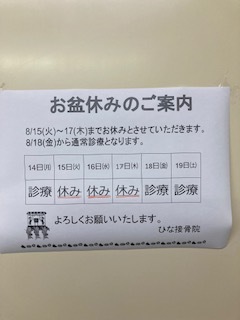 お盆休みのご案内
8/15(火)～17(木)までお休みとさせていただきます。
8/18(金)から通常診療となります。
14日(月) 15日(火) 16日(水) 17日(木) 18日(金) 19日(土)
診療 休み 休み 休み 診療 診療
よろしくお願いいたします。
ひな接骨院